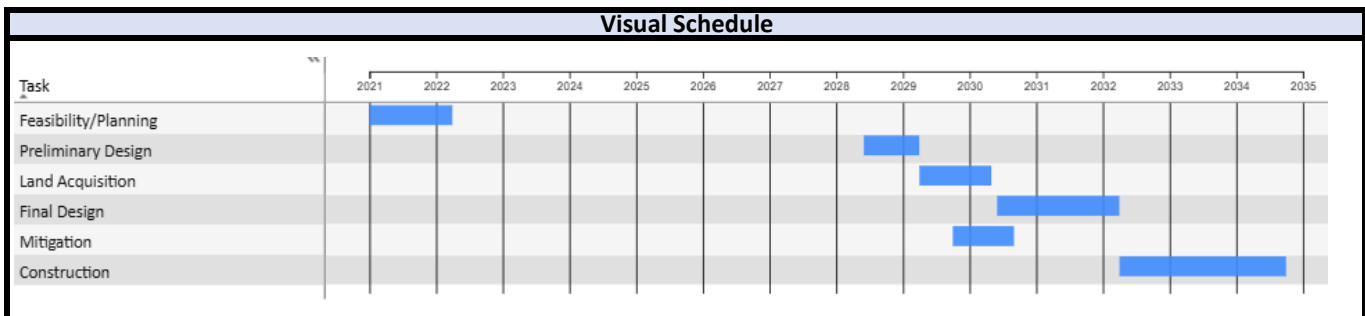 Visual Schedule
Task 2021 2022 2023 2024 2025 2026 2027 2028 2029 2030 2031 2032 2033 2034 2035
Feasibility/Planning
Preliminary Design
Land Acquisition
Final Design
Mitigation
Construction